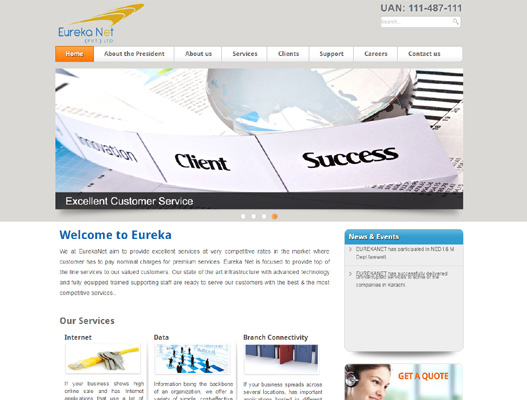 UAN: 111-487-111
Eureka Net
(PVT.) LTD
Search...
Home
About the President
About us
Services
Clients
Support
Careers
Contact us
Innovation
Client
Success
Excellent Customer Service
Welcome to Eureka
We at EurekaNet aim to provide excellent services at very competitive rates in the market where
customer has to pay nominal charges for premium services. Eureka Net is focused to provide top of
the line services to our valued customers. Our state of the art infrastructure with advanced technology
and fully equipped trained supporting staff are ready to serve our customers with the best & the most
competitive services..
News & Events
EUREKANET has participated in NED I & M
Dept farewell
EUREKANET has successfully delivered
uninterrupted services to some of the
companies in Karachi.
Our Services
Internet
Data
Branch Connectivity
If your business shows high
online sale and has Internet
applications that use a lot of
Information being the backbone
of an organization, we offer a
variety of simple, cost-effective
If your business spreads across
several locations, has important
applications hosted in different
GET A QUOTE